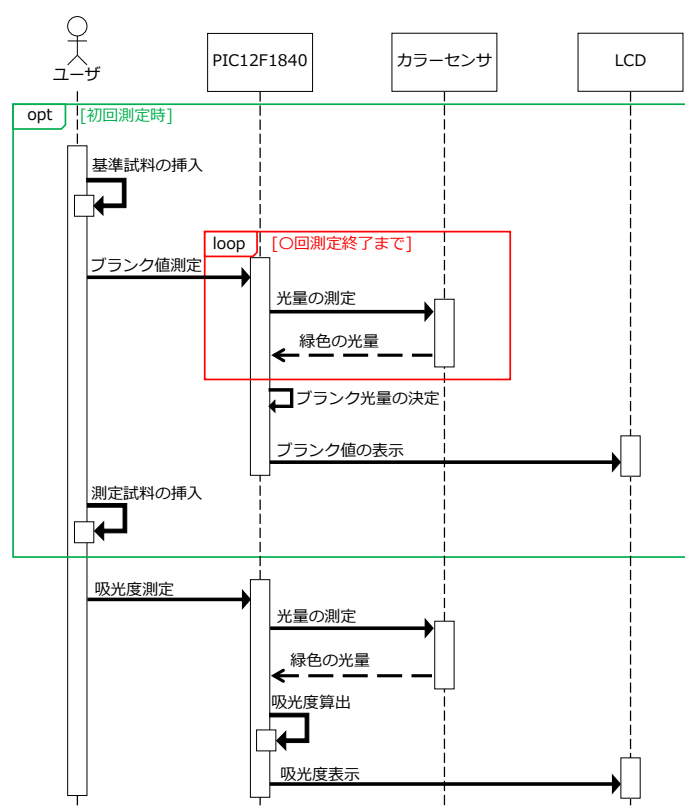 ユーザ
PIC12F1840
カラーセンサ
LCD
opt
[初回測定時]
基準試料の挿入
loop
[〇回測定終了まで]
ブランク値測定
光量の測定
緑色の光量
ブランク光量の決定
ブランク値の表示
測定試料の挿入
吸光度測定
光量の測定
緑色の光量
吸光度算出
吸光度表示